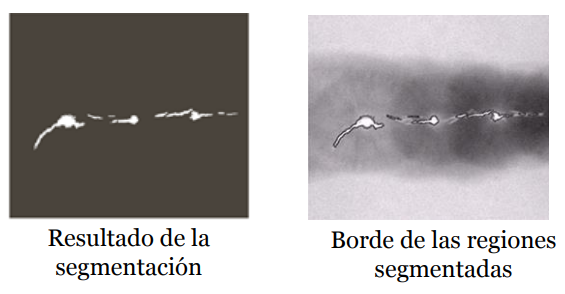 Resultado de la
segmentación
Borde de las regiones
segmentadas